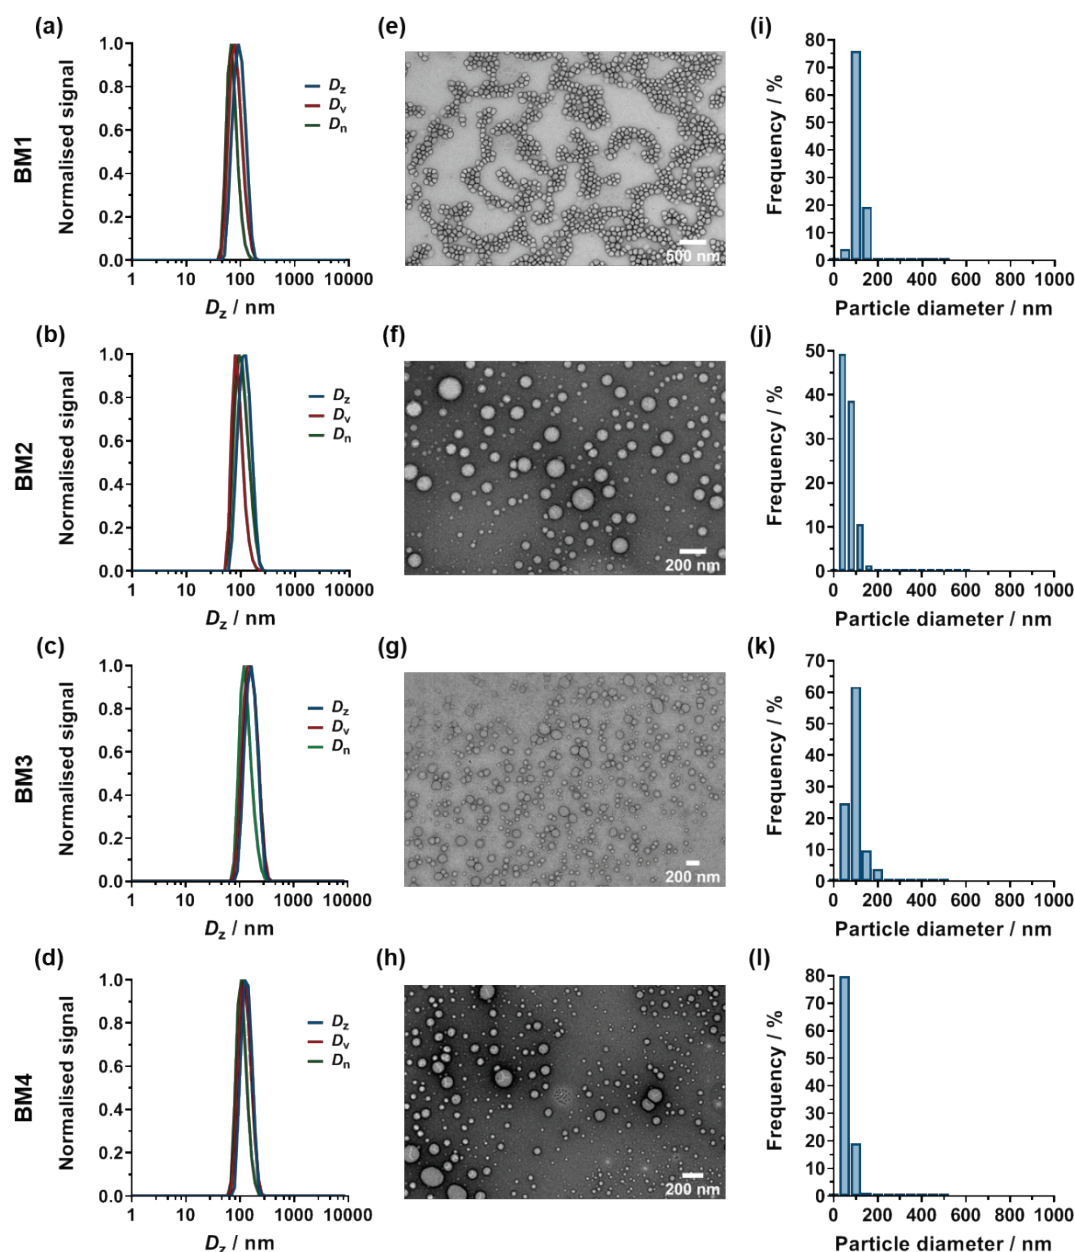 (a)
(e)
(i)
BM1
Normalised signal
1.0
0.8
0.6
0.4
0.2
0.0
Dz
Dv
Dn
1 10 100 1000 10000
Dz / nm
500 nm
Frequency / %
80
70
60
50
40
30
20
10
0
0 200 400 600 800 1000
Particle diameter / nm
(b)
(f)
(j)
BM2
Normalised signal
1.0
0.8
0.6
0.4
0.2
0.0
Dz
Dv
Dn
1 10 100 1000 10000
Dz / nm
200 nm
Frequency / %
50
40
30
20
10
0
0 200 400 600 800 1000
Particle diameter / nm
(c)
(g)
(k)
BM3
Normalised signal
1.0
0.8
0.6
0.4
0.2
0.0
Dz
Dv
Dn
1 10 100 1000 10000
Dz / nm
200 nm
Frequency / %
70
60
50
40
30
20
10
0
0 200 400 600 800 1000
Particle diameter / nm
(d)
(h)
(l)
BM4
Normalised signal
1.0
0.8
0.6
0.4
0.2
0.0
Dz
Dv
Dn
1 10 100 1000 10000
Dz / nm
200 nm
Frequency / %
80
70
60
50
40
30
20
10
0
0 200 400 600 800 1000
Particle diameter / nm